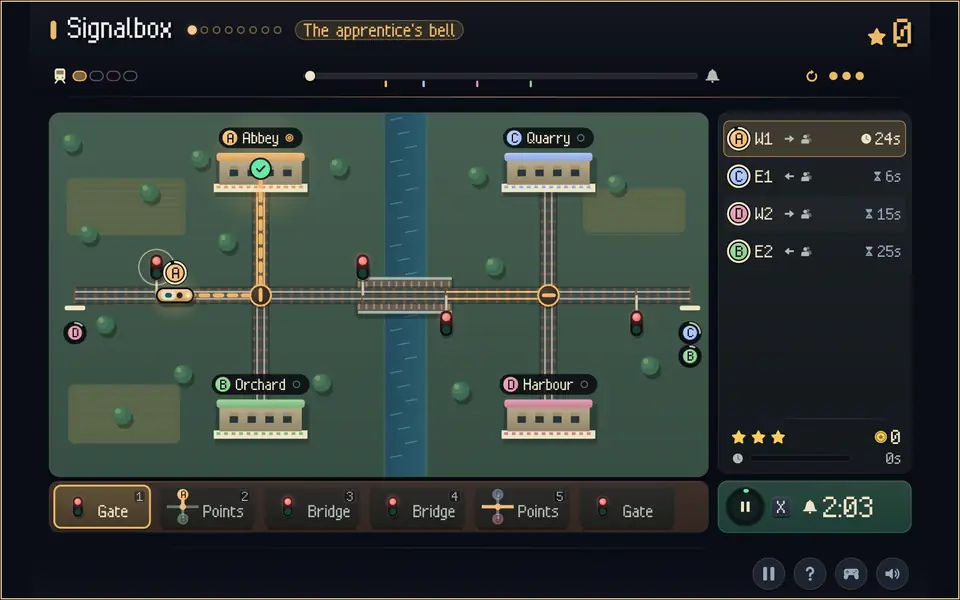 Signalbox
The apprentice's bell
0
A Abbey
C Quarry
A
D
C
B
B Orchard
D Harbour
A W1 24s
C E1 6s
D W2 15s
B E2 25s
0
0s
Gate 1
Points 2
Bridge 3
Bridge 4
Points 5
Gate
X 2:03
?